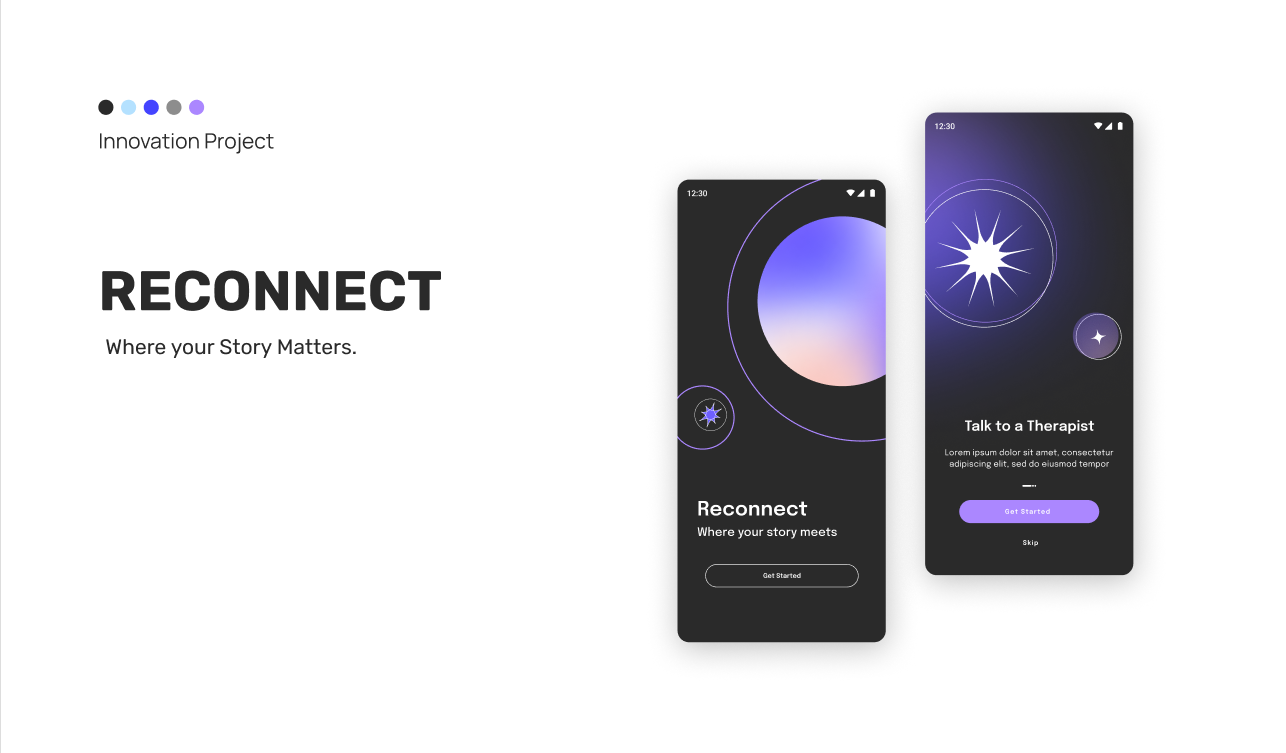 Innovation Project
RECONNECT
Where your Story Matters.
12:30
Reconnect
Where your story meets
Get Started
12:30
Talk to a Therapist
Lorem ipsum dolor sit amet, consectetur
adipiscing elit, sed do eiusmod tempor
Get Started
Skip